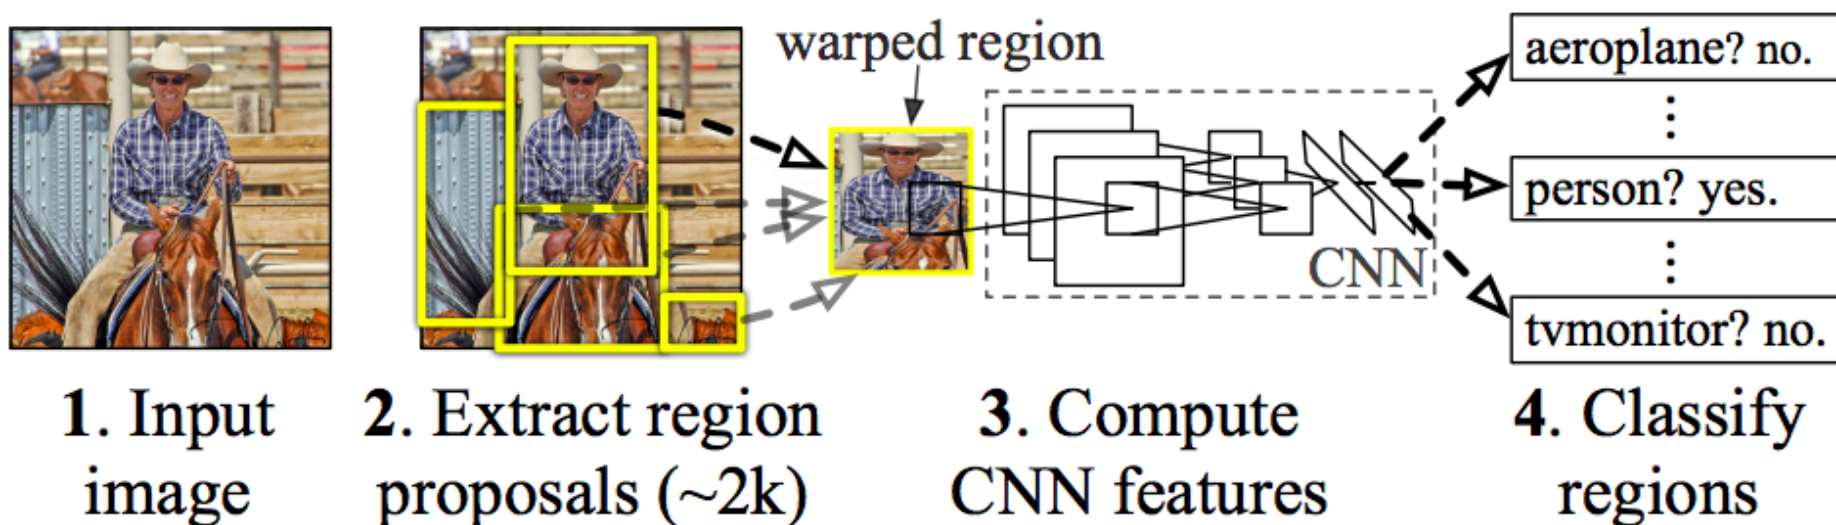 warped region
aeroplane? no.
person? yes.
CNN
tvmonitor? no.
1. Input
image
2. Extract region
proposals (~2k)
3. Compute
CNN features
4. Classify
regions